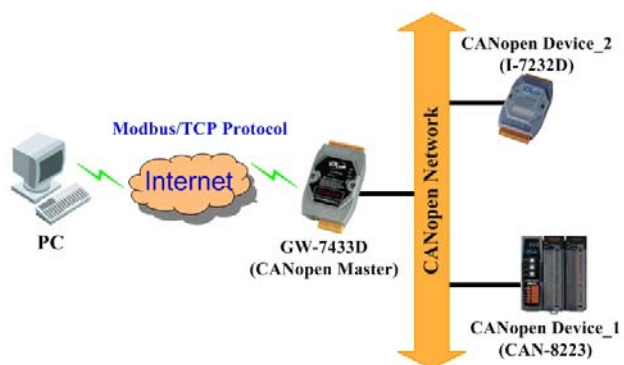 CANopen Device_2
(I-7232D)
Modbus/TCP Protocol
Internet
PC
GW-7433D
(CANopen Master)
CANopen Network
CANopen Device_1
(CAN-8223)